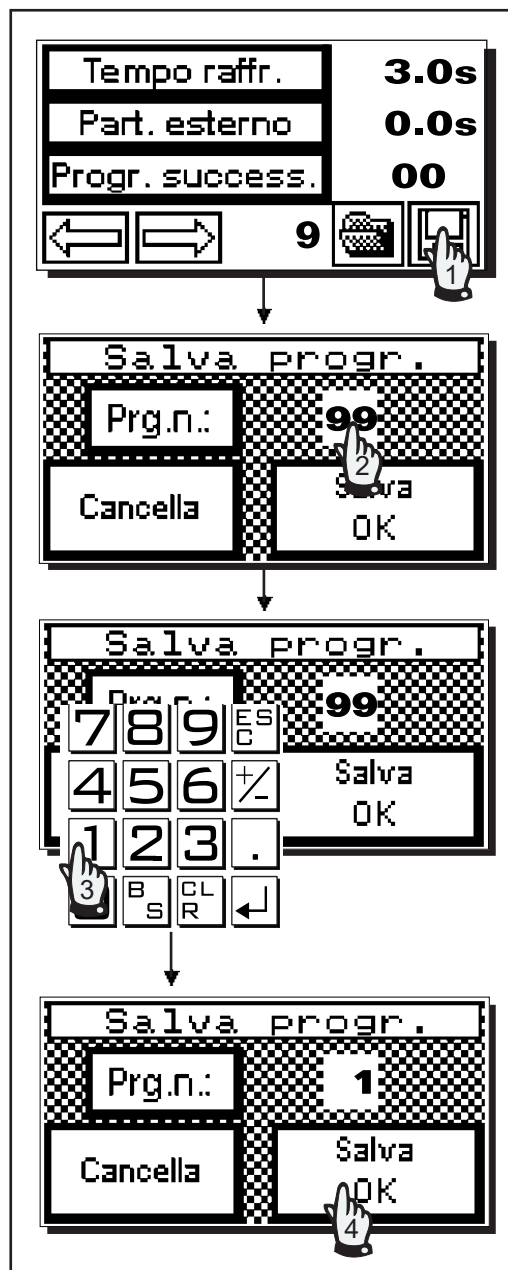 Tempo raffr. 3.0s
Part. esterno 0.0s
Progr. success. 00
9
1
Salva progr.
Prg.n.: 99
2
Cancella Salva OK
Salva progr.
Prg.n.: 99
7 8 9 ESC
4 5 6 +/-
1 2 3 .
BS CLR ↵
3
Salva OK
Salva progr.
Prg.n.: 1
Cancella Salva OK
4